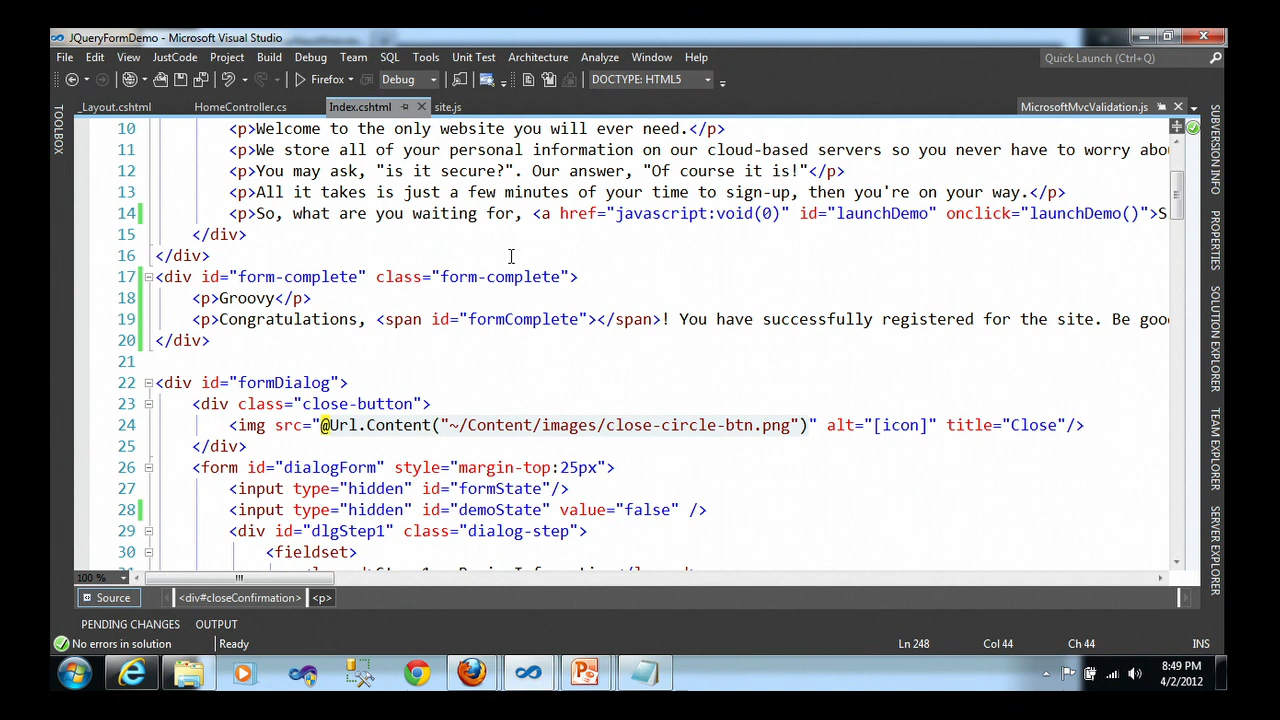 JQueryFormDemo - Microsoft Visual Studio
File Edit View JustCode Project Build Debug Team SQL Tools Unit Test Architecture Analyze Window Help
Quick Launch (Ctrl+Q)
Firefox Debug DOCTYPE: HTML5
_Layout.cshtml HomeController.cs Index.cshtml site.js MicrosoftMvcValidation.js
TOOLBOX
10 <p>Welcome to the only website you will ever need.</p>
11 <p>We store all of your personal information on our cloud-based servers so you never have to worry abo
12 <p>You may ask, "is it secure?". Our answer, "Of course it is!"</p>
13 <p>All it takes is just a few minutes of your time to sign-up, then you're on your way.</p>
14 <p>So, what are you waiting for, <a href="javascript:void(0)" id="launchDemo" onclick="launchDemo()">S
15 </div>
16 </div>
17 <div id="form-complete" class="form-complete">
18 <p>Groovy</p>
19 <p>Congratulations, <span id="formComplete"></span>! You have successfully registered for the site. Be goo
20 </div>
21
22 <div id="formDialog">
23 <div class="close-button">
24 <img src="@Url.Content("~/Content/images/close-circle-btn.png")" alt="[icon]" title="Close"/>
25 </div>
26 <form id="dialogForm" style="margin-top:25px">
27 <input type="hidden" id="formState"/>
28 <input type="hidden" id="demoState" value="false" />
29 <div id="dlgStep1" class="dialog-step">
30 <fieldset>
SUBVERSION INFO
PROPERTIES
SOLUTION EXPLORER
TEAM EXPLORER
SERVER EXPLORER
100 %
Source <div#closeConfirmation> <p>
PENDING CHANGES OUTPUT
No errors in solution Ready Ln 248 Col 44 Ch 44 INS
8:49 PM
4/2/2012